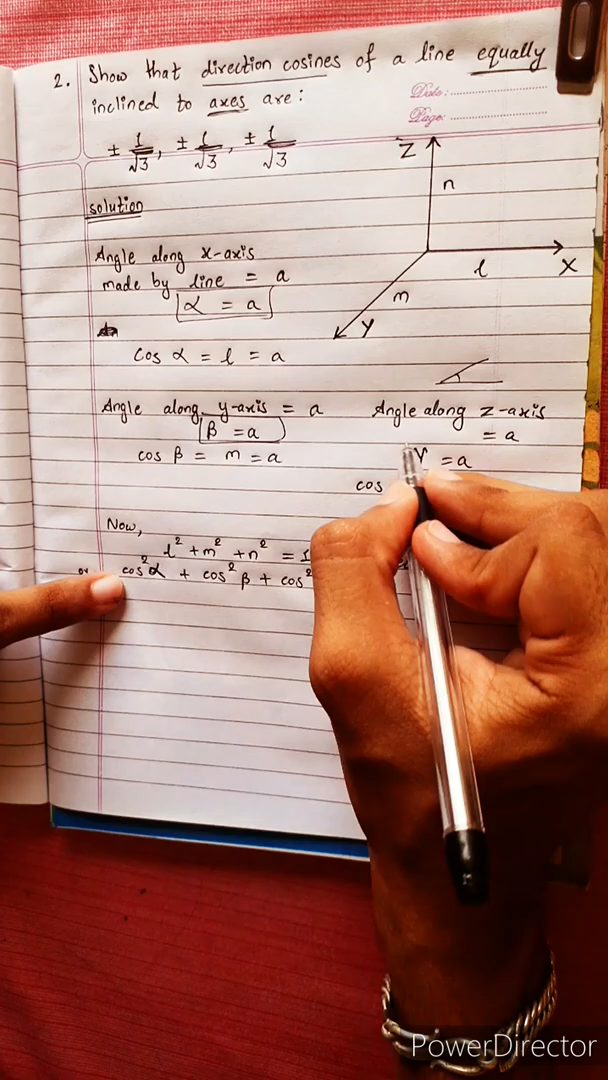 2. Show that direction cosines of a line equally
inclined to axes are:
Date:
Page:
± 1/√3, ± 1/√3, ± 1/√3
Z
n
solution
l
X
m
Y
Angle along x-axis
made by line = a
α = a
cos α = l = a
Angle along y-axis = a
β = a
cos β = m = a
Angle along z-axis
= a
γ = a
cos
Now,
l² + m² + n² = 1
cos²α + cos²β + cos²
PowerDirector